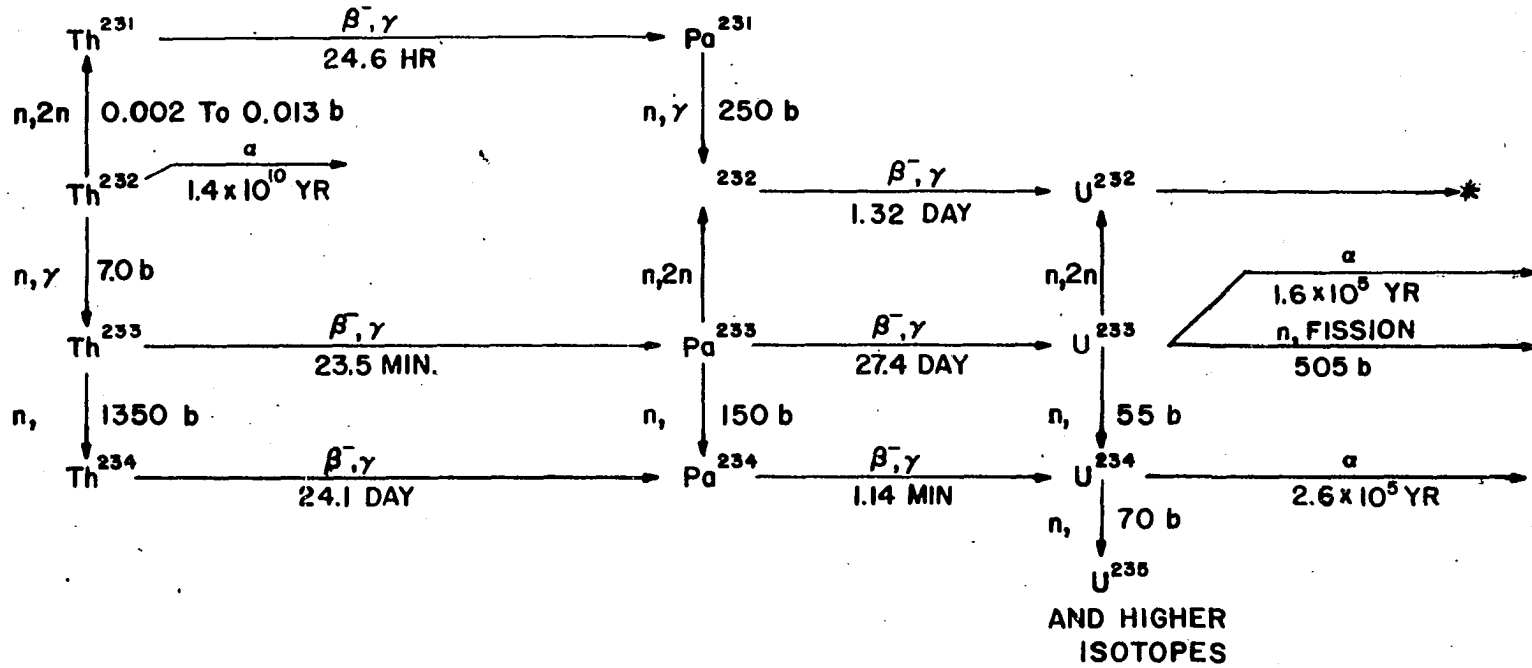 Th²³¹ β⁻, γ Pa²³¹
24.6 HR
n,2n 0.002 To 0.013 b n, γ 250 b
α
Th²³² 1.4 x 10¹⁰ YR ²³² β⁻, γ U²³² *
1.32 DAY
n, γ 7.0 b n,2n n,2n α
1.6 x 10⁵ YR
Th²³³ β⁻, γ Pa²³³ β⁻, γ U²³³ n, FISSION
23.5 MIN. 27.4 DAY 505 b
n, 1350 b n, 150 b n, 55 b
Th²³⁴ β⁻, γ Pa²³⁴ β⁻, γ U²³⁴ α
24.1 DAY 1.14 MIN 2.6 x 10⁵ YR
n, 70 b
U²³⁵
AND HIGHER
ISOTOPES